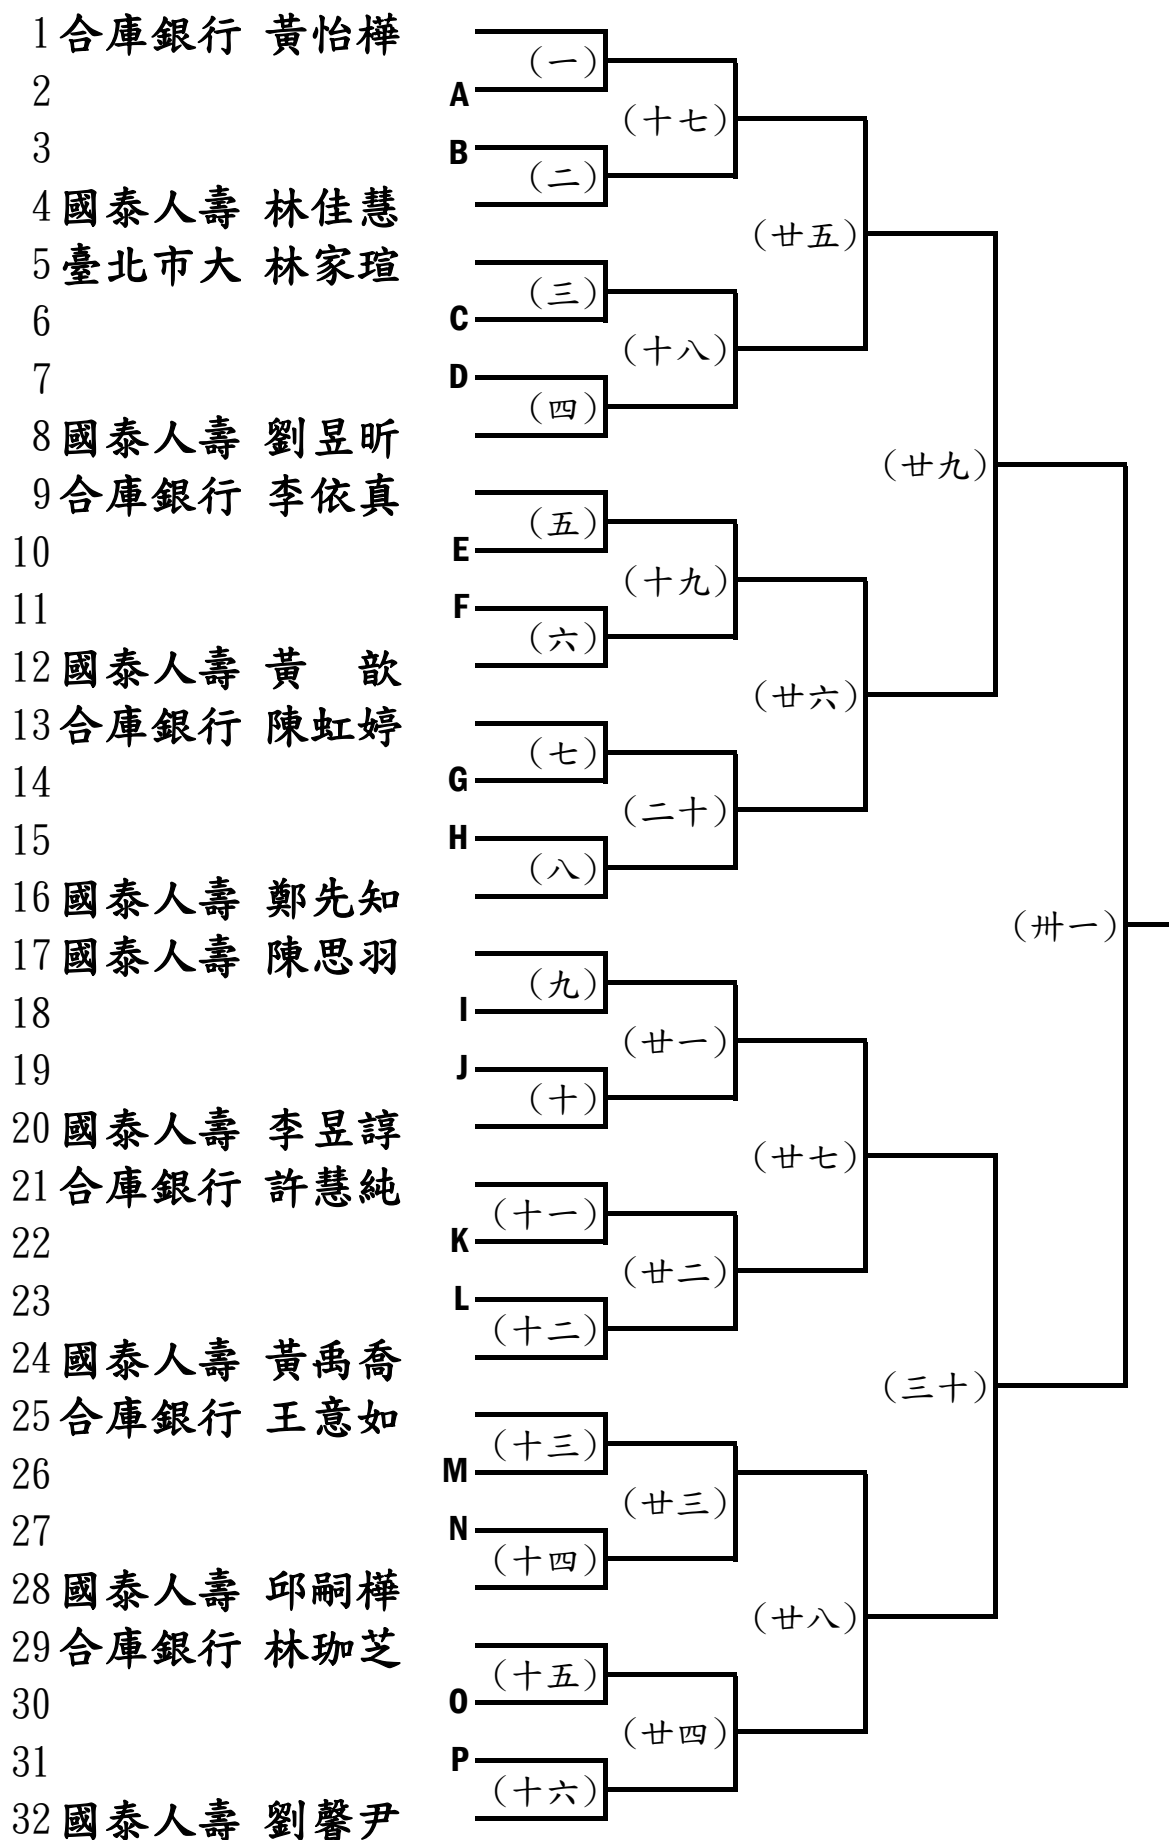 1 合庫銀行 黃怡樺
（一）
2
A
（十七）
3
B
（二）
4 國泰人壽 林佳慧
（廿五）
5 臺北市大 林家瑄
（三）
6
C
（十八）
7
D
（四）
8 國泰人壽 劉昱昕
（廿九）
9 合庫銀行 李依真
（五）
10
E
（十九）
11
F
（六）
12 國泰人壽 黃 歆
（廿六）
13 合庫銀行 陳虹婷
（七）
14
G
（二十）
15
H
（八）
16 國泰人壽 鄭先知
（卅一）
17 國泰人壽 陳思羽
（九）
18
I
（廿一）
19
J
（十）
20 國泰人壽 李昱諄
（廿七）
21 合庫銀行 許慧純
（十一）
22
K
（廿二）
23
L
（十二）
24 國泰人壽 黃禹喬
（三十）
25 合庫銀行 王意如
（十三）
26
M
（廿三）
27
N
（十四）
28 國泰人壽 邱嗣樺
（廿八）
29 合庫銀行 林珈芝
（十五）
30
O
（廿四）
31
P
（十六）
32 國泰人壽 劉馨尹